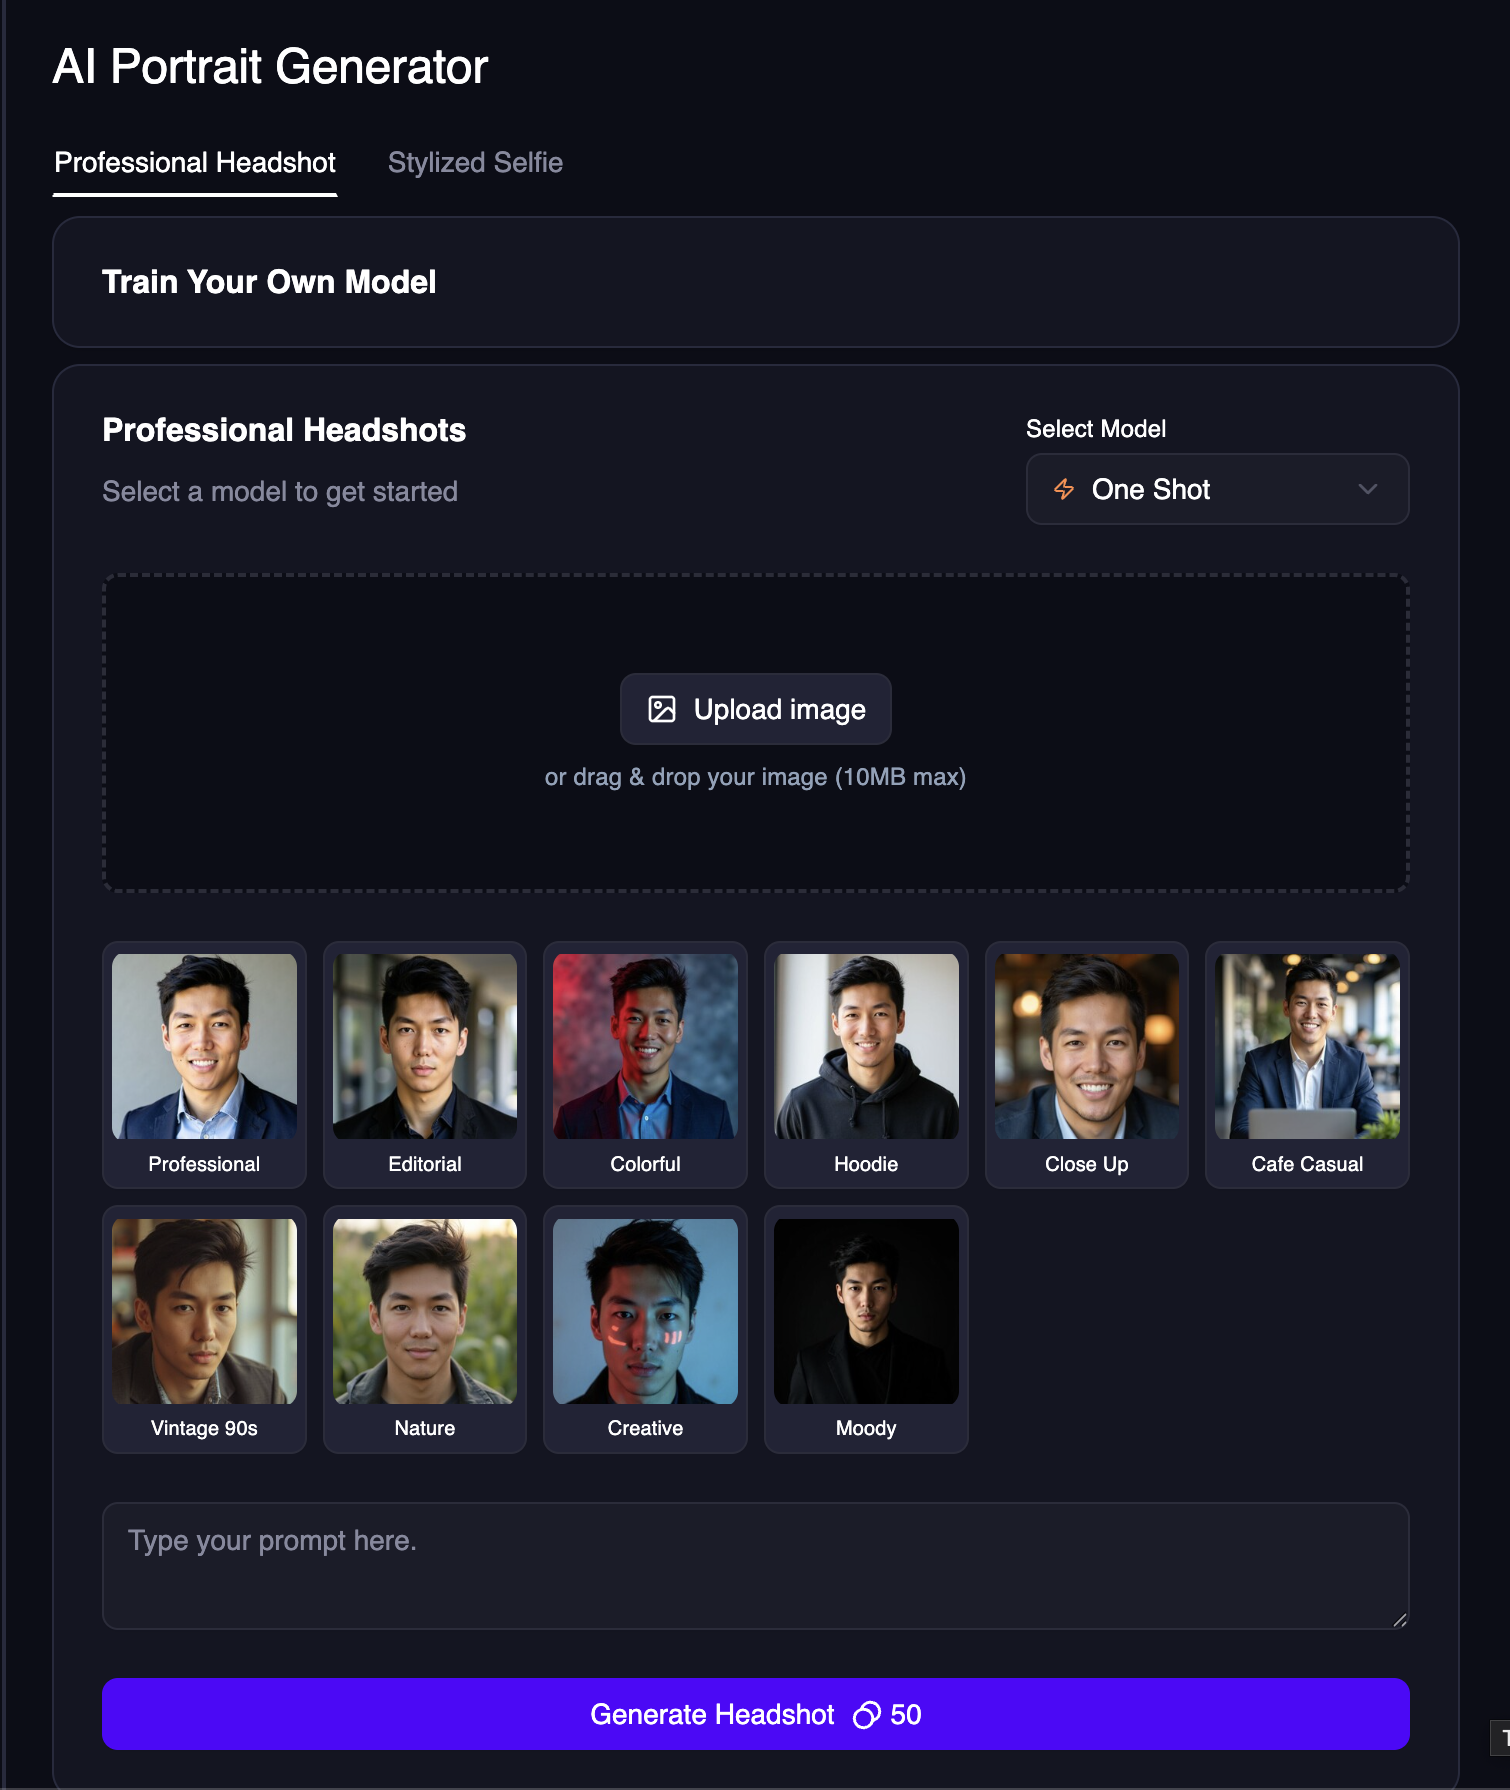 AI Portrait Generator
Professional Headshot
Stylized Selfie
Train Your Own Model
Professional Headshots
Select a model to get started
Select Model
One Shot
Upload image
or drag & drop your image (10MB max)
Professional
Editorial
Colorful
Hoodie
Close Up
Cafe Casual
Vintage 90s
Nature
Creative
Moody
Type your prompt here.
Generate Headshot 50